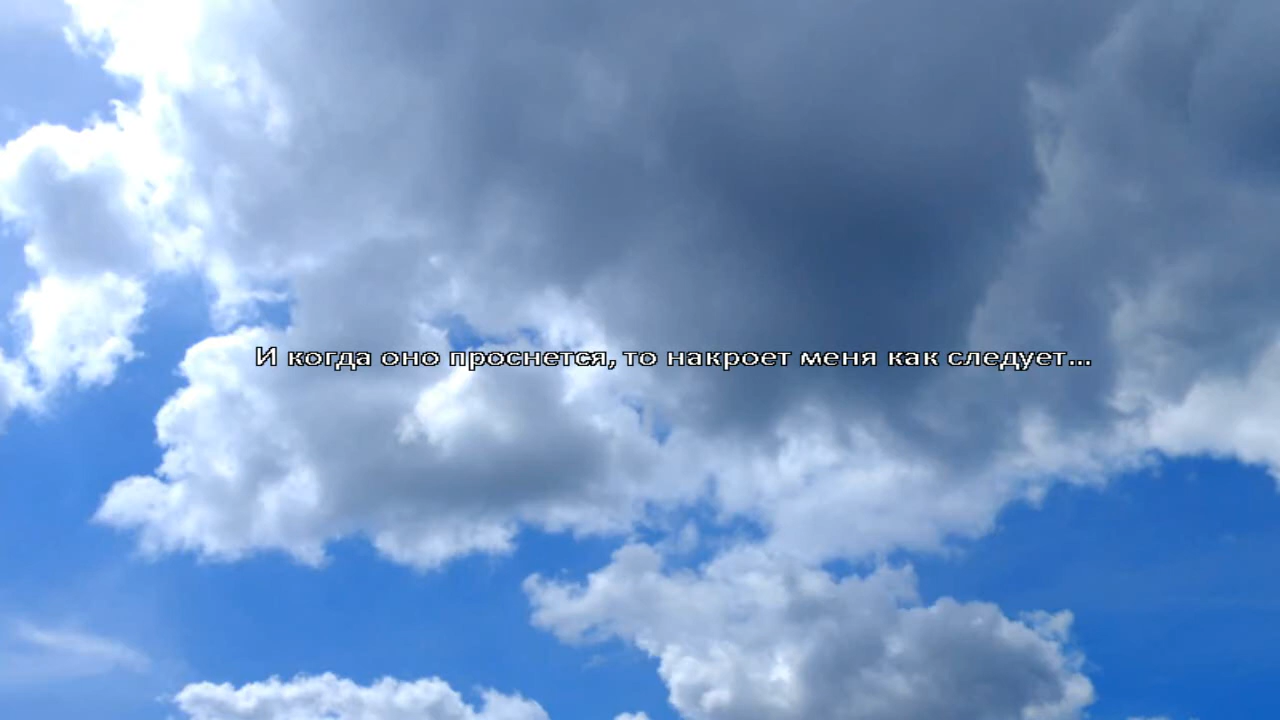 И когда оно проснется, то накроет меня как следует...